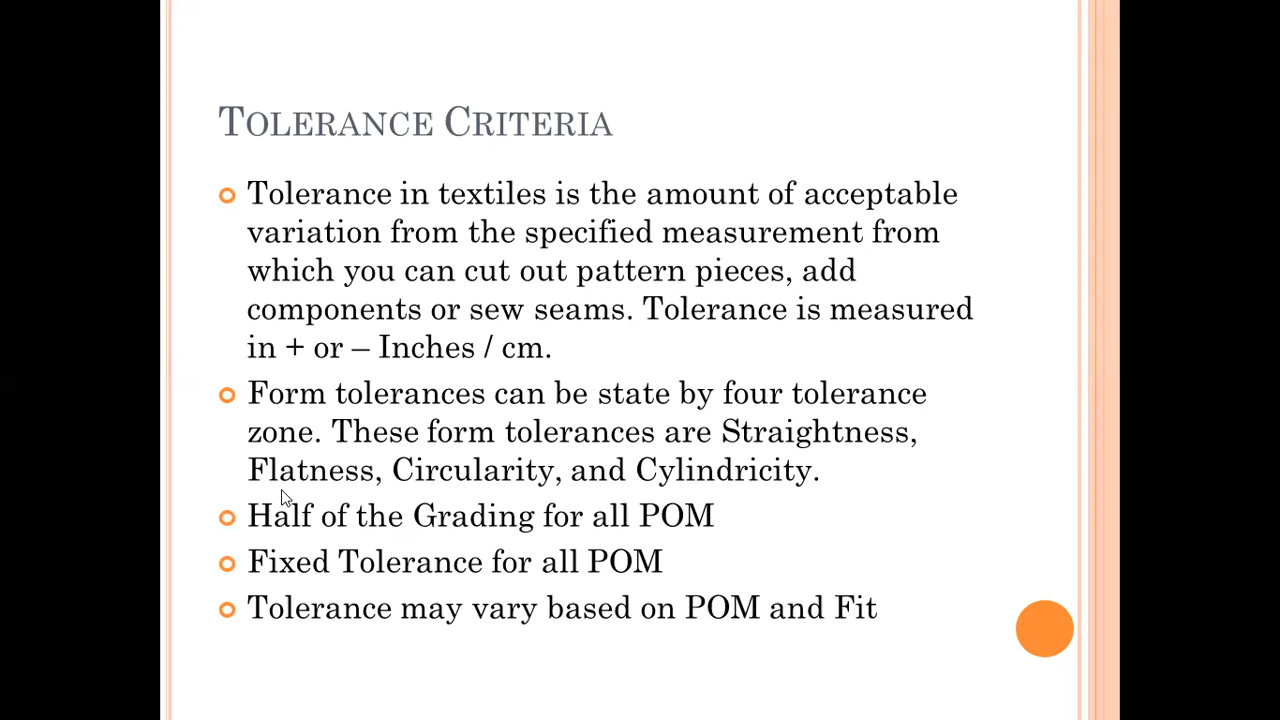 TOLERANCE CRITERIA
Tolerance in textiles is the amount of acceptable
variation from the specified measurement from
which you can cut out pattern pieces, add
components or sew seams. Tolerance is measured
in + or – Inches / cm.
Form tolerances can be state by four tolerance
zone. These form tolerances are Straightness,
Flatness, Circularity, and Cylindricity.
Half of the Grading for all POM
Fixed Tolerance for all POM
Tolerance may vary based on POM and Fit